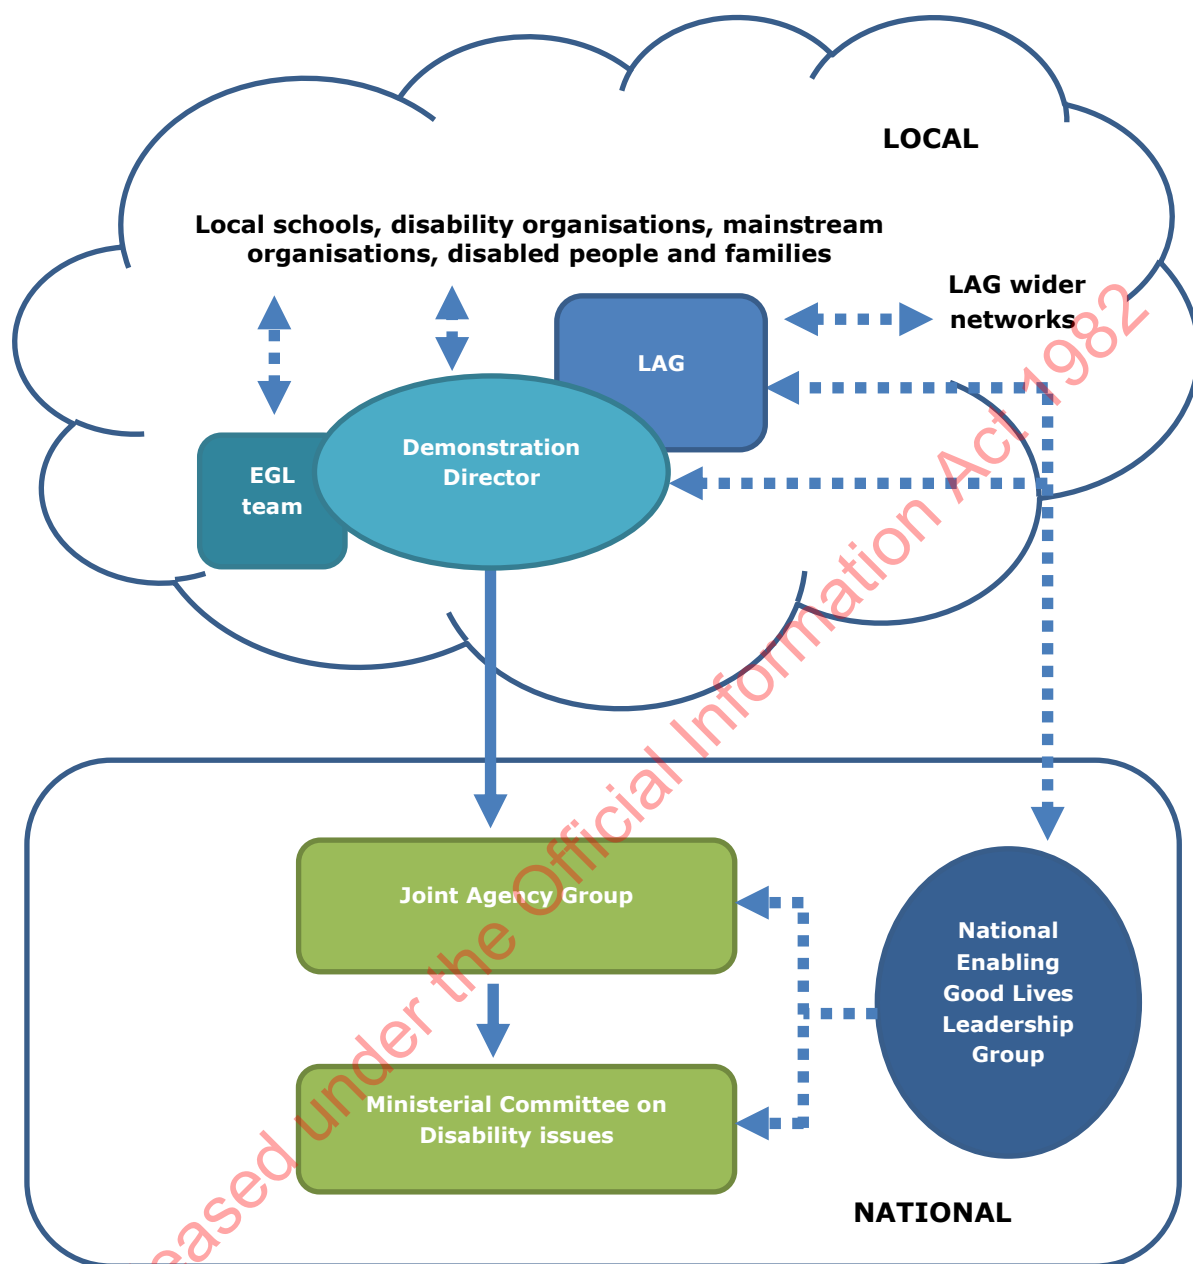 LOCAL
Local schools, disability organisations, mainstream
organisations, disabled people and families
LAG wider
networks
LAG
Demonstration
Director
EGL
team
Joint Agency Group
National
Enabling
Good Lives
Leadership
Group
Ministerial Committee on
Disability issues
NATIONAL
eased under the Official Information Act 1982